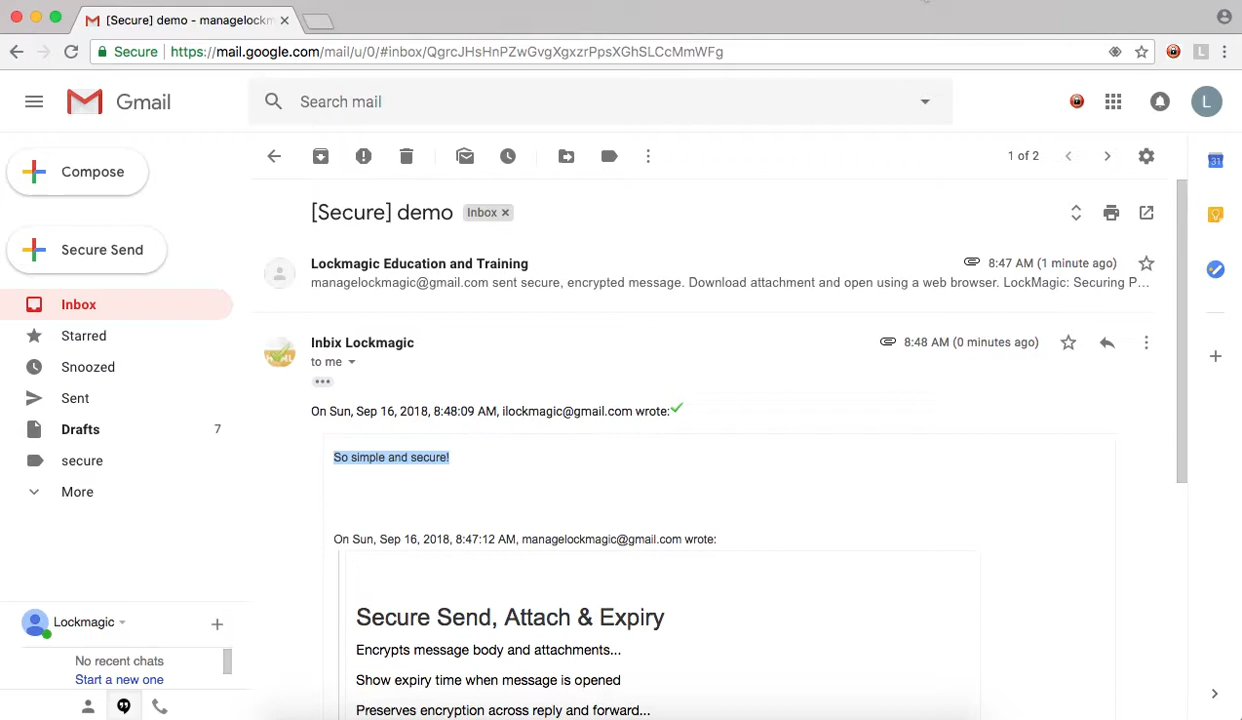 [Secure] demo - managelockm
Secure https://mail.google.com/mail/u/0/#inbox/QgrcJHsHnPZwGvgXgxzrPpsXGhSLCcMmWFg
L
Gmail
Search mail
L
Compose
1 of 2
31
Secure Send
[Secure] demo Inbox
Lockmagic Education and Training 8:47 AM (1 minute ago)
managelockmagic@gmail.com sent secure, encrypted message. Download attachment and open using a web browser. LockMagic: Securing P...
Inbox
Starred
Snoozed
Sent
Drafts 7
secure
More
Inbix Lockmagic 8:48 AM (0 minutes ago)
to me
On Sun, Sep 16, 2018, 8:48:09 AM, ilockmagic@gmail.com wrote:
So simple and secure!
On Sun, Sep 16, 2018, 8:47:12 AM, managelockmagic@gmail.com wrote:
Secure Send, Attach & Expiry
Encrypts message body and attachments...
Show expiry time when message is opened
Preserves encryption across reply and forward...
Lockmagic
No recent chats
Start a new one